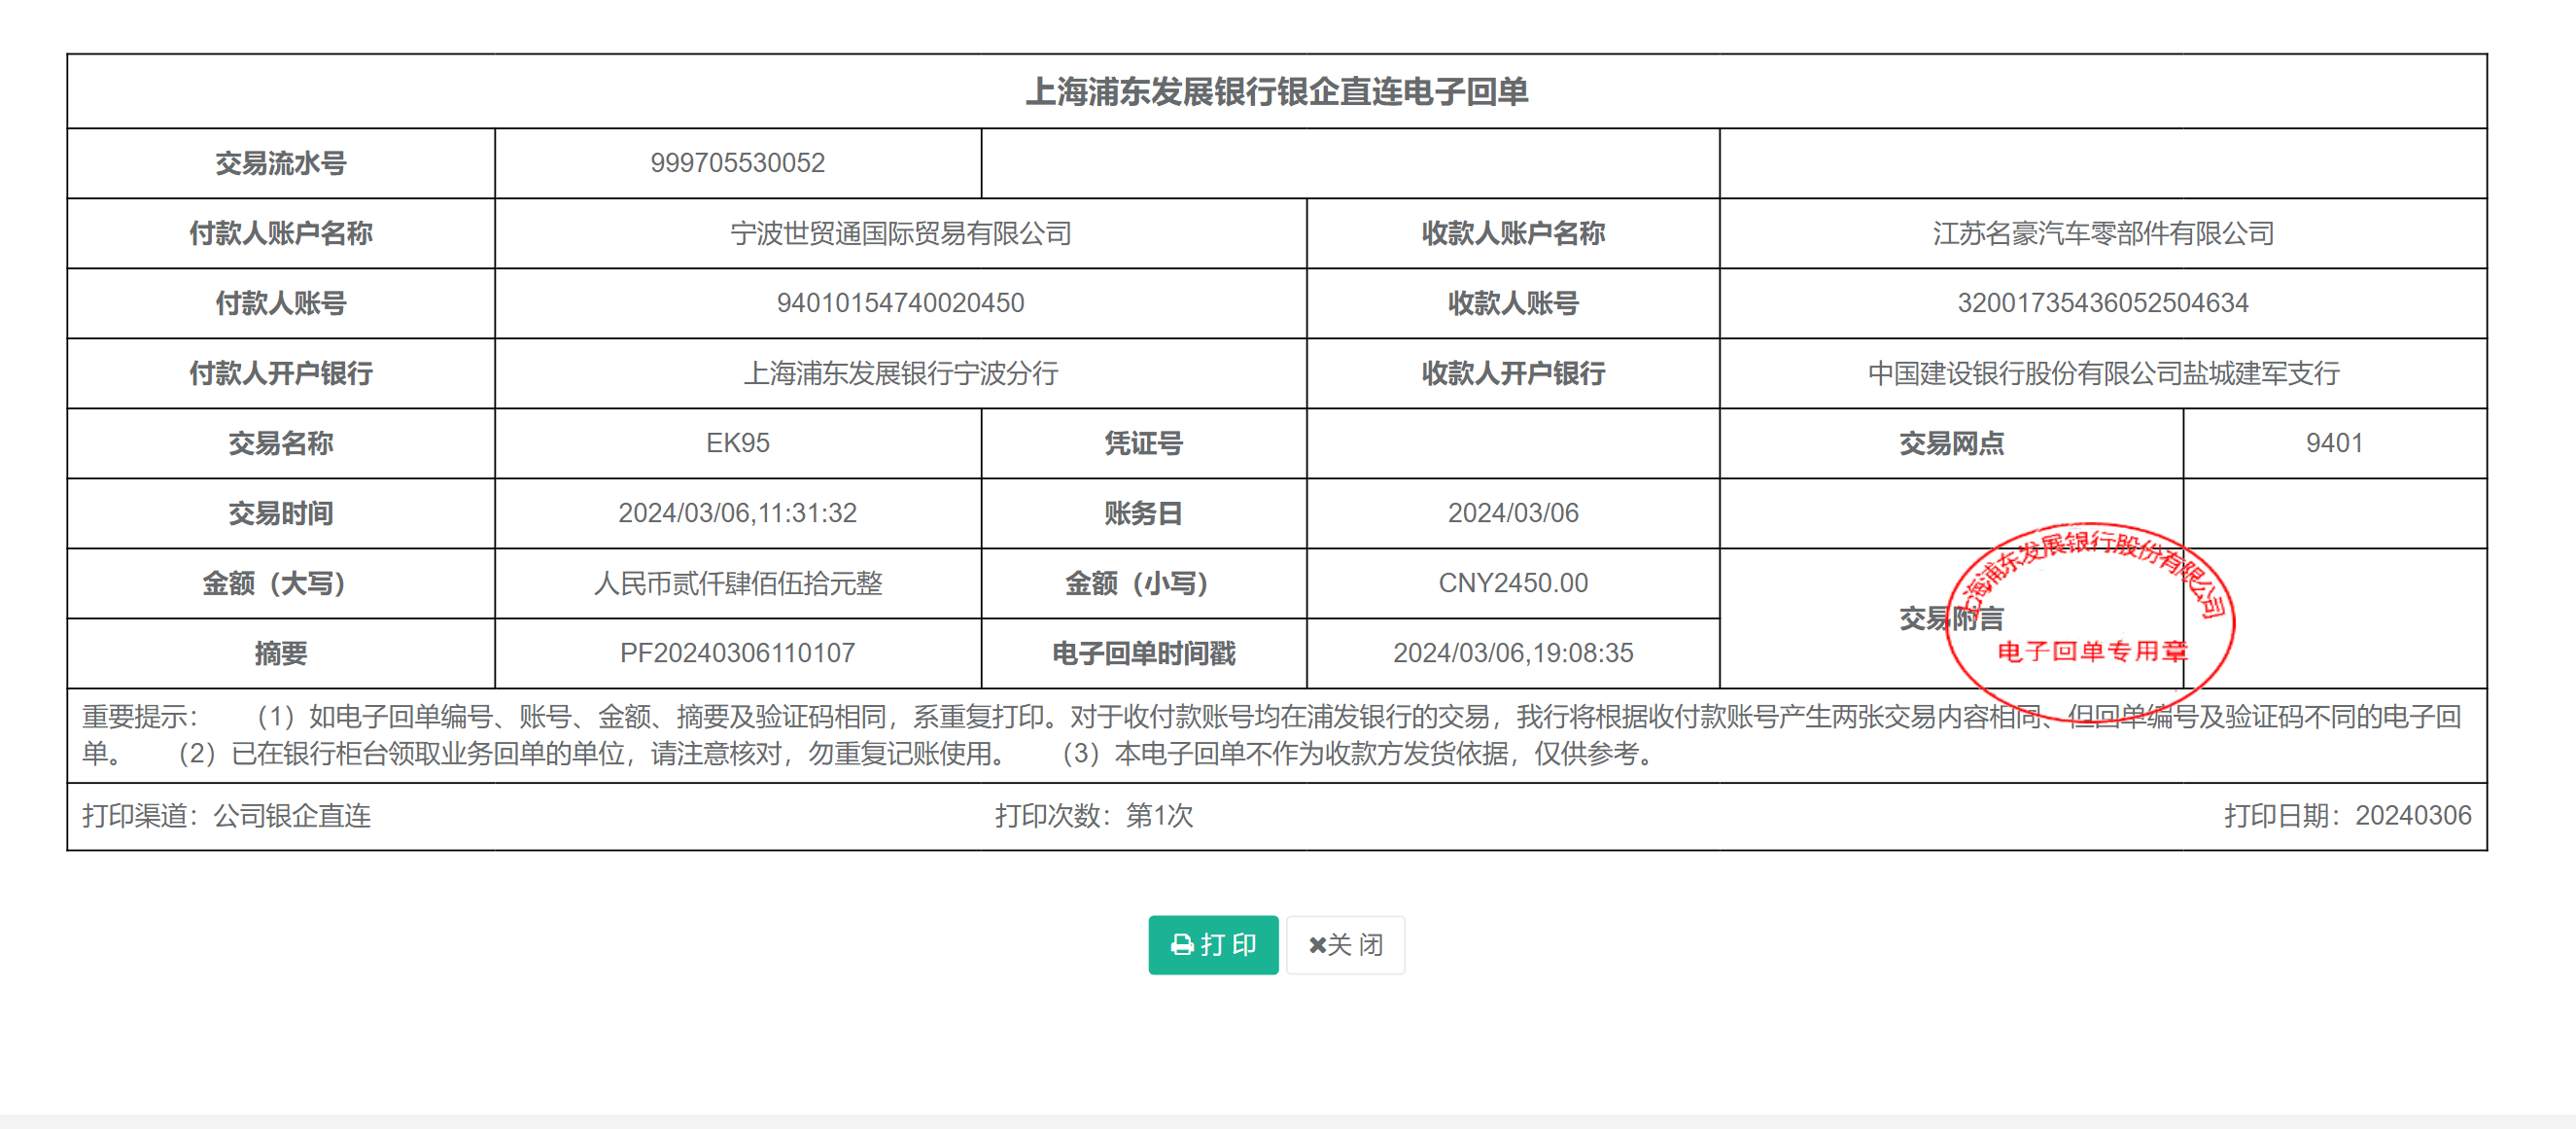 上海浦东发展银行银企直连电子回单
交易流水号 999705530052
付款人账户名称 宁波世贸通国际贸易有限公司 收款人账户名称 江苏名豪汽车零部件有限公司
付款人账号 94010154740020450 收款人账号 32001735436052504634
付款人开户银行 上海浦东发展银行宁波分行 收款人开户银行 中国建设银行股份有限公司盐城建军支行
交易名称 EK95 凭证号 交易网点 9401
交易时间 2024/03/06,11:31:32 账务日 2024/03/06
金额（大写） 人民币贰仟肆佰伍拾元整 金额（小写） CNY2450.00
交易附言
摘要 PF20240306110107 电子回单时间戳 2024/03/06,19:08:35
上海浦东发展银行股份有限公司
电子回单专用章
重要提示： （1）如电子回单编号、账号、金额、摘要及验证码相同，系重复打印。对于收付款账号均在浦发银行的交易，我行将根据收付款账号产生两张交易内容相同、但回单编号及验证码不同的电子回
单。 （2）已在银行柜台领取业务回单的单位，请注意核对，勿重复记账使用。 （3）本电子回单不作为收款方发货依据，仅供参考。
打印渠道：公司银企直连 打印次数：第1次 打印日期：20240306
打 印 关 闭